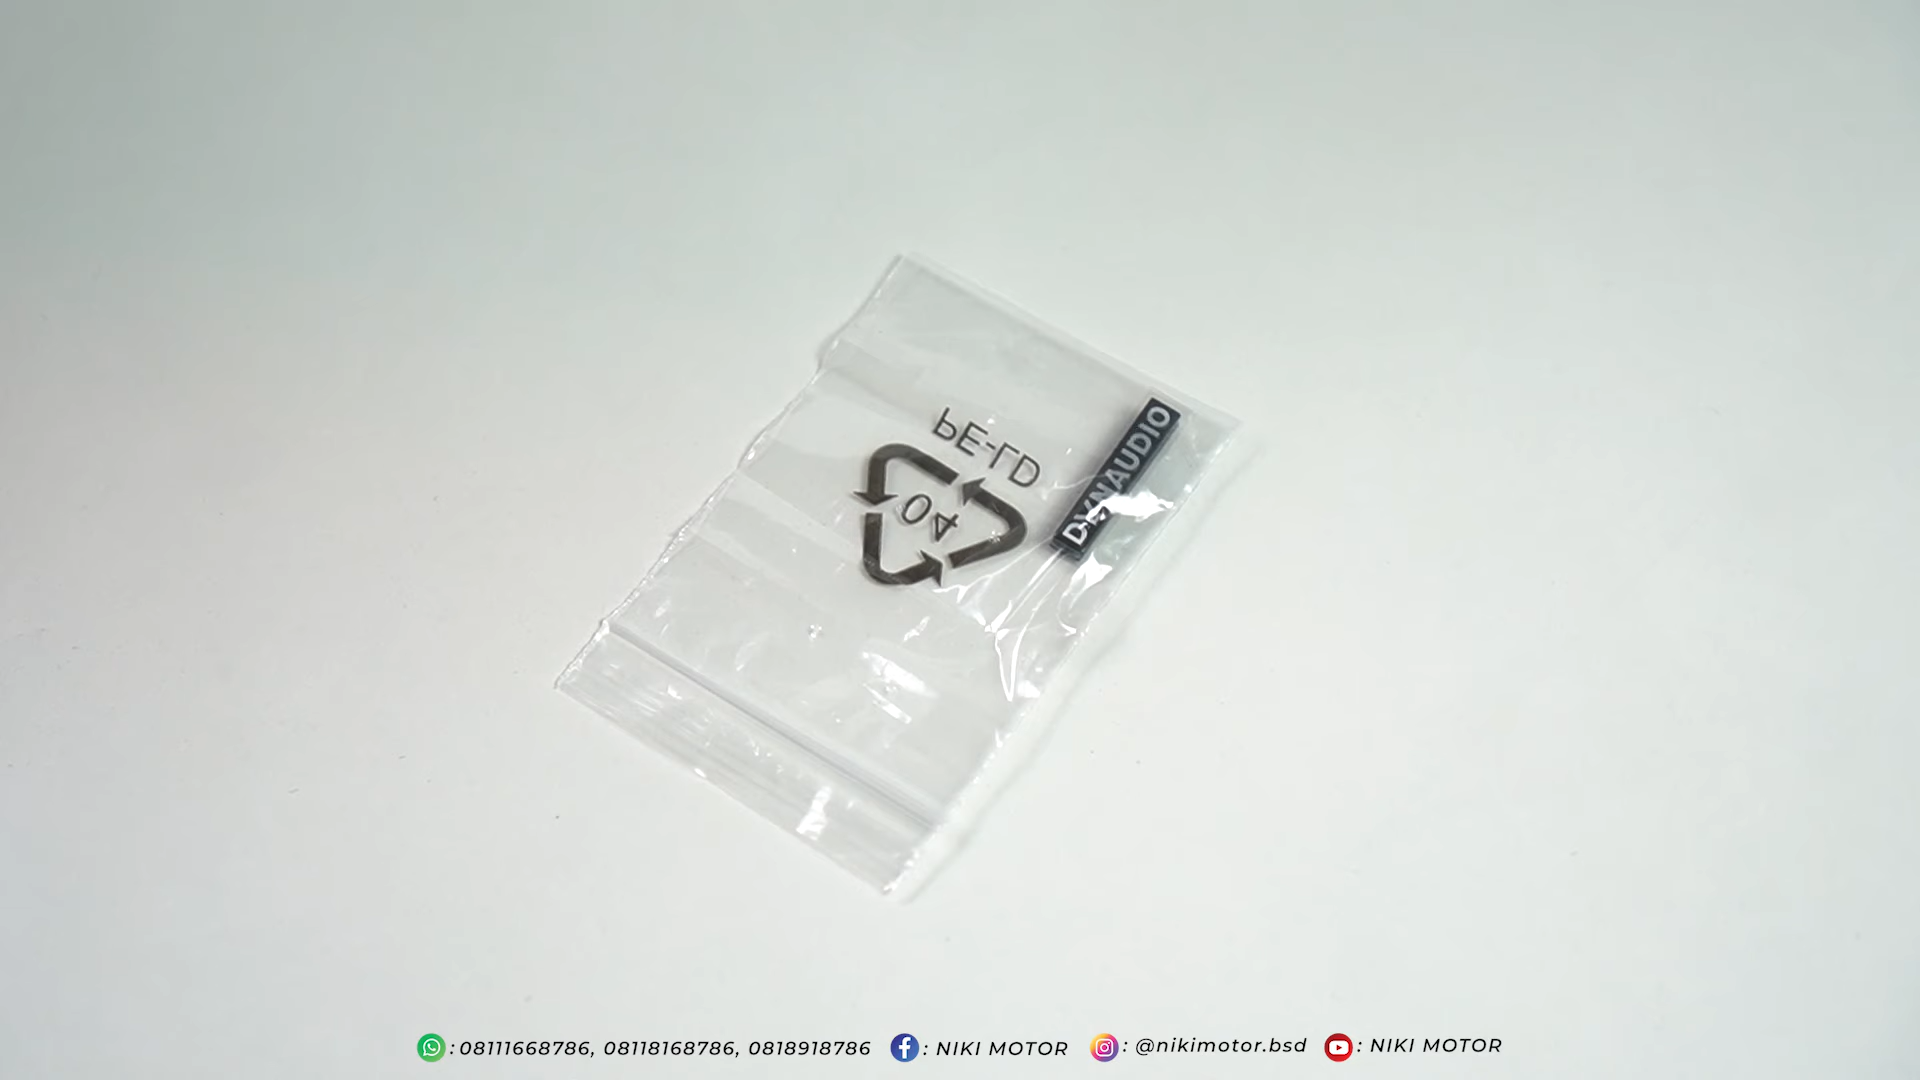 PE-LD
04
DYNAUDIO
: 08111668786, 08118168786, 0818918786 : NIKI MOTOR : @nikimotor.bsd : NIKI MOTOR